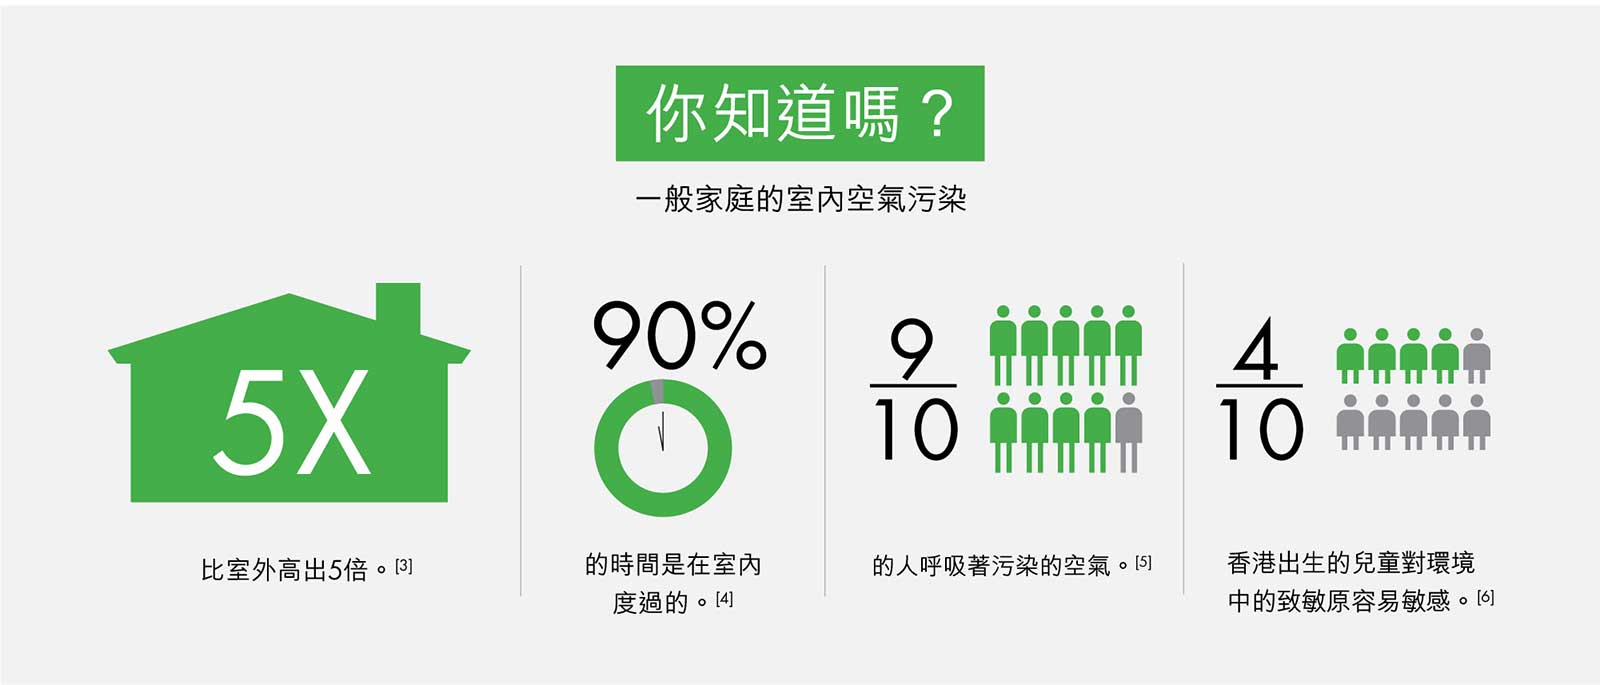 你知道嗎？
一般家庭的室內空氣污染
5X
比室外高出5倍。[3]
90%
的時間是在室內
度過的。[4]
9
10
的人呼吸著污染的空氣。[5]
4
10
香港出生的兒童對環境
中的致敏原容易敏感。[6]